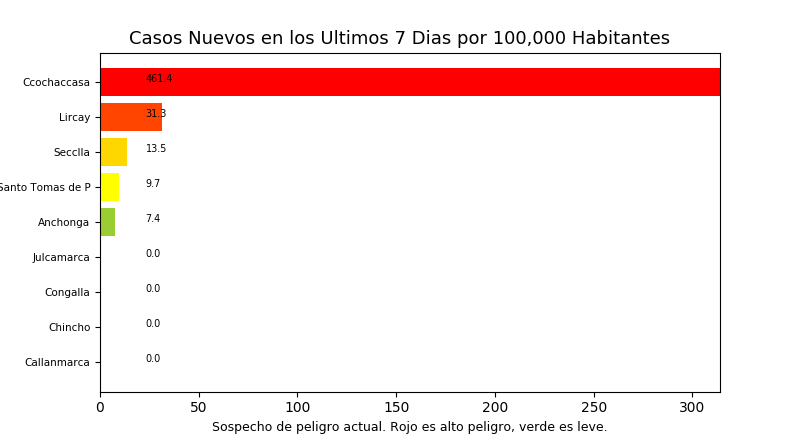 Casos Nuevos en los Ultimos 7 Dias por 100,000 Habitantes
Ccochaccasa 461.4
Lircay 31.3
Secclla 13.5
Santo Tomas de P 9.7
Anchonga 7.4
Julcamarca 0.0
Congalla 0.0
Chincho 0.0
Callanmarca 0.0
0 50 100 150 200 250 300
Sospecho de peligro actual. Rojo es alto peligro, verde es leve.